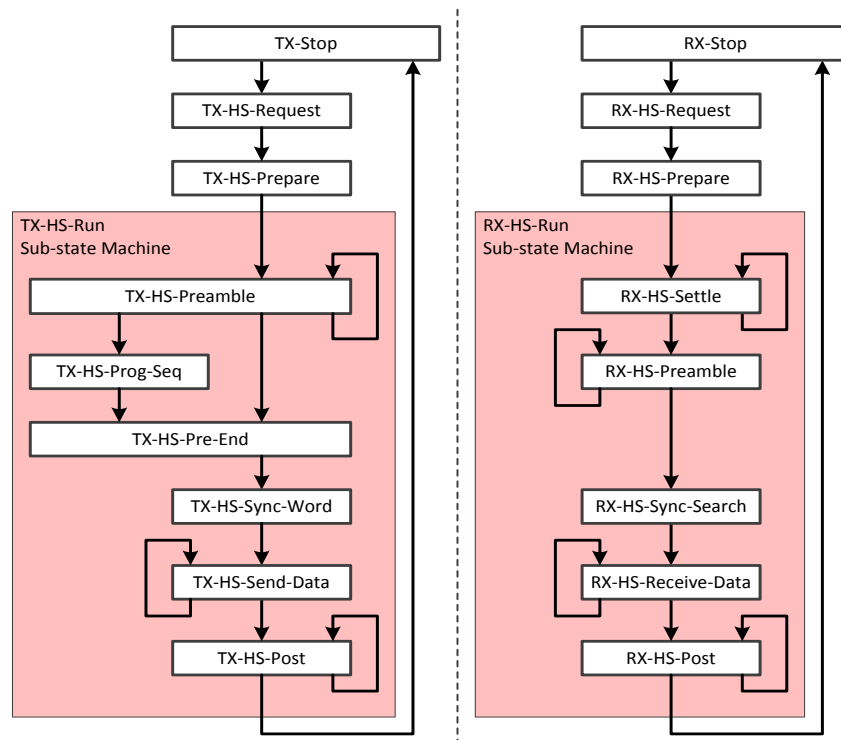 TX-Stop
TX-HS-Request
TX-HS-Prepare
TX-HS-Run
Sub-state Machine
TX-HS-Preamble
TX-HS-Prog-Seq
TX-HS-Pre-End
TX-HS-Sync-Word
TX-HS-Send-Data
TX-HS-Post
RX-Stop
RX-HS-Request
RX-HS-Prepare
RX-HS-Run
Sub-state Machine
RX-HS-Settle
RX-HS-Preamble
RX-HS-Sync-Search
RX-HS-Receive-Data
RX-HS-Post